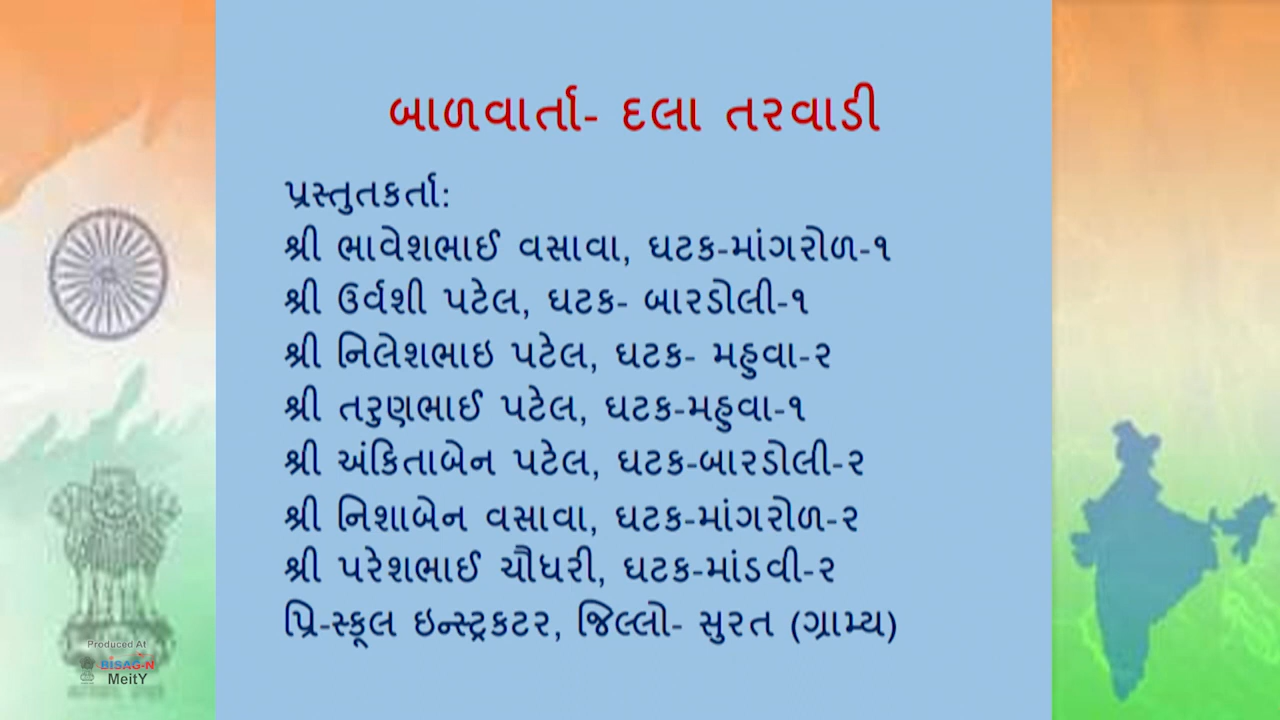 બાળવાર્તા- દલા તરવાડી
પ્રસ્તુતકર્તા:
શ્રી ભાવેશભાઈ વસાવા, ઘટક-માંગરોળ-૧
શ્રી ઉર્વશી પટેલ, ઘટક- બારડોલી-૧
શ્રી નિલેશભાઇ પટેલ, ઘટક- મહુવા-૨
શ્રી તરુણભાઈ પટેલ, ઘટક-મહુવા-૧
શ્રી અંકિતાબેન પટેલ, ઘટક-બારડોલી-૨
શ્રી નિશાબેન વસાવા, ઘટક-માંગરોળ-૨
શ્રી પરેશભાઈ ચૌધરી, ઘટક-માંડવી-૨
પ્રિ-સ્કૂલ ઇન્સ્ટ્રકટર, જિલ્લો- સુરત (ગ્રામ્ય)
Produced At
BISAG-N
MeitY